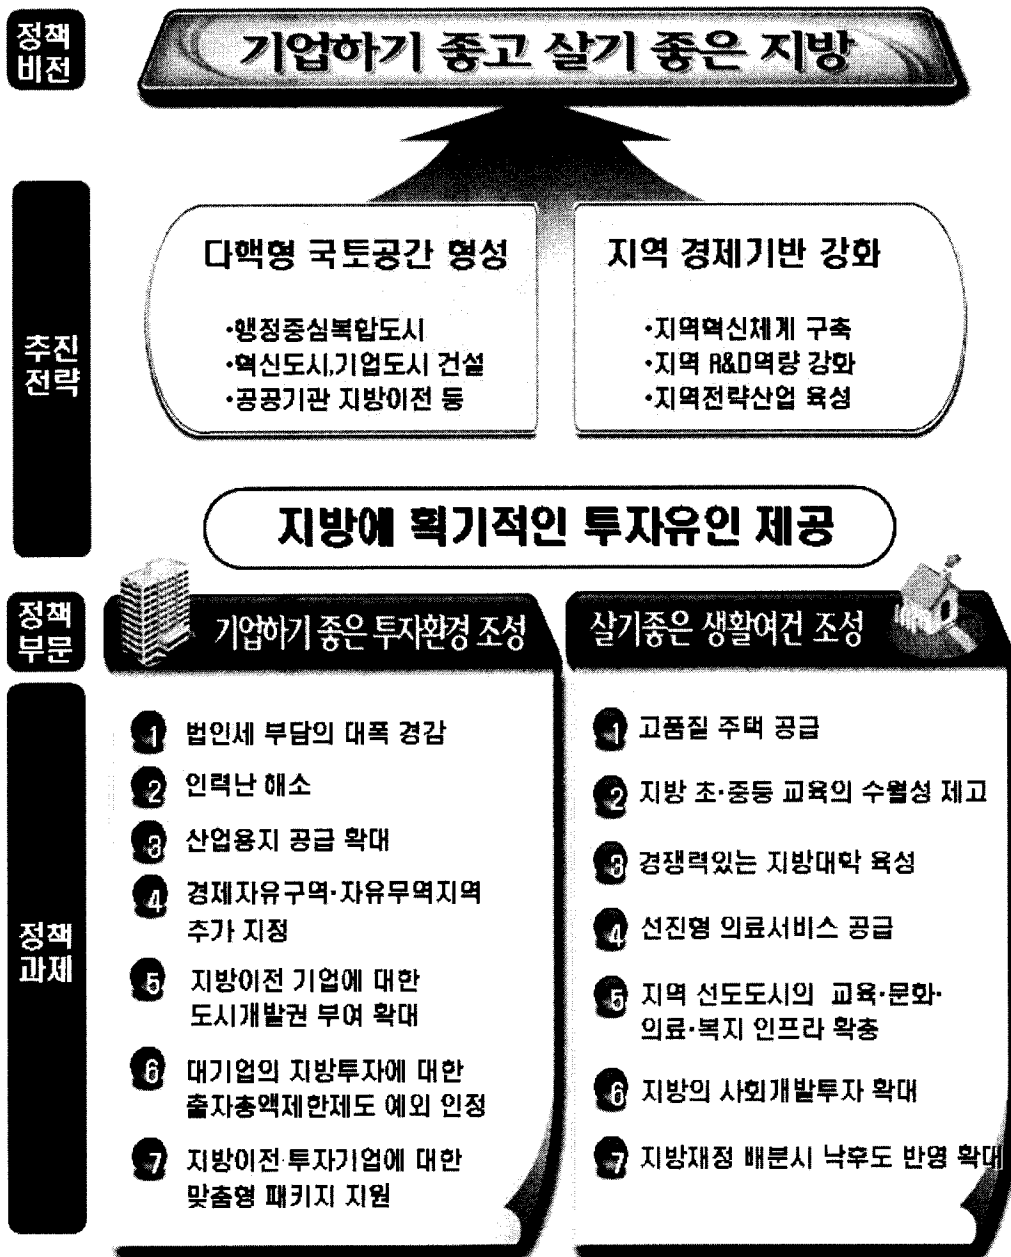 정책
비전
기업하기 좋고 살기 좋은 지방
추진
전략
다핵형 국토공간 형성
·행정중심복합도시
·혁신도시,기업도시 건설
·공공기관 지방이전 등
지역 경제기반 강화
·지역혁신체계 구축
·지역 R&D역량 강화
·지역전략산업 육성
지방에 획기적인 투자유인 제공
정책
부문
기업하기 좋은 투자환경 조성
살기좋은 생활여건 조성
정책
과제
1 법인세 부담의 대폭 경감
2 인력난 해소
3 산업용지 공급 확대
4 경제자유구역·자유무역지역
추가 지정
5 지방이전 기업에 대한
도시개발권 부여 확대
6 대기업의 지방투자에 대한
출자총액제한제도 예외 인정
7 지방이전·투자기업에 대한
맞춤형 패키지 지원
1 고품질 주택 공급
2 지방 초·중등 교육의 수월성 제고
3 경쟁력있는 지방대학 육성
4 선진형 의료서비스 공급
5 지역 선도도시의 교육·문화·
의료·복지 인프라 확충
6 지방의 사회개발투자 확대
7 지방재정 배분시 낙후도 반영 확대